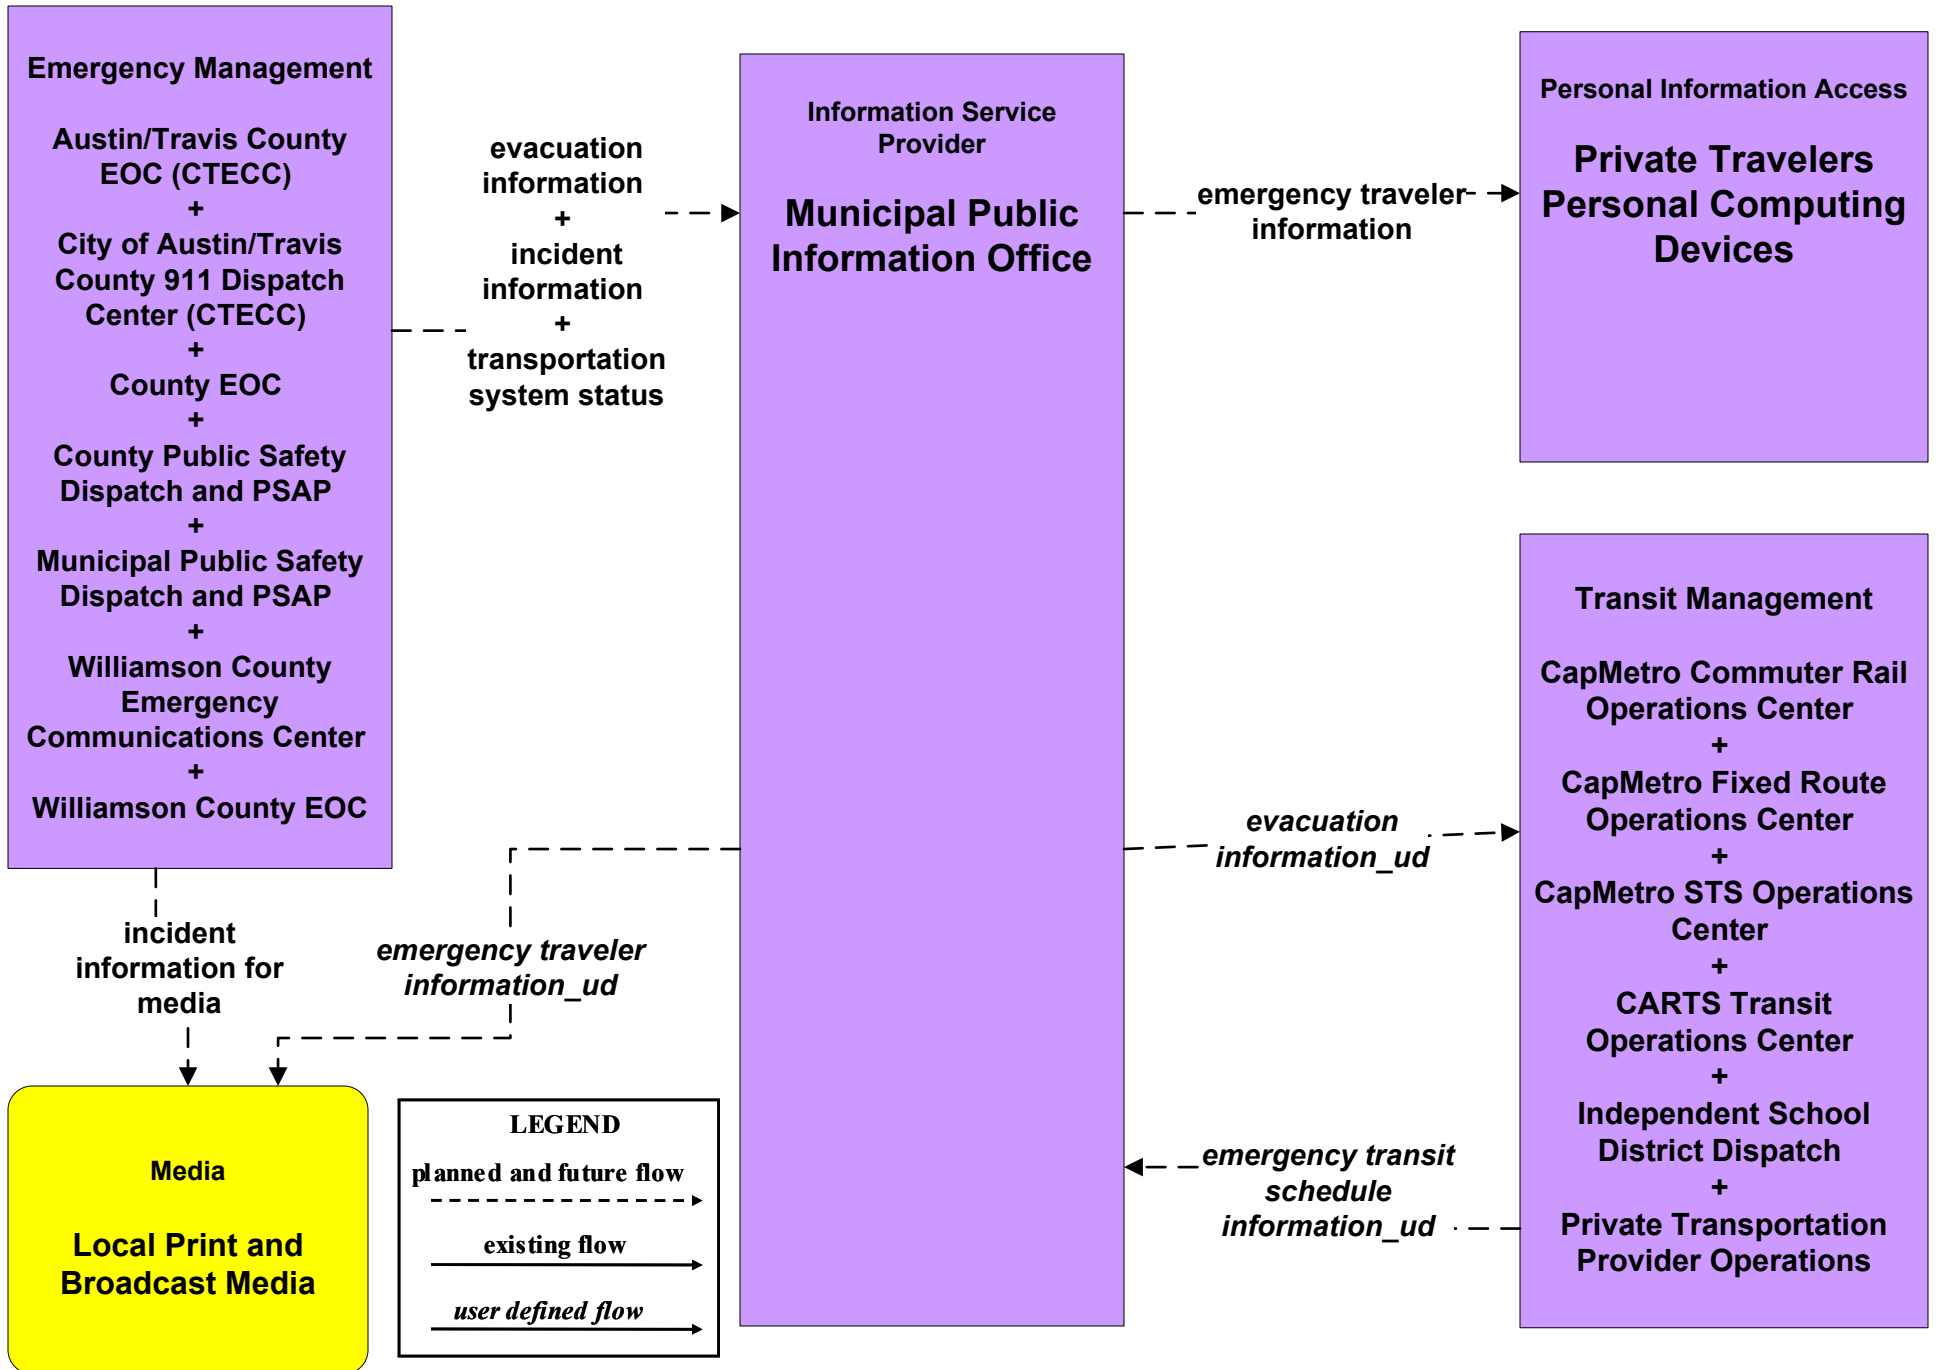 Emergency Management
Austin/Travis County
EOC (CTECC)
+
City of Austin/Travis
County 911 Dispatch
Center (CTECC)
+
County EOC
+
County Public Safety
Dispatch and PSAP
+
Municipal Public Safety
Dispatch and PSAP
+
Williamson County
Emergency
Communications Center
+
Williamson County EOC
evacuation
information
+
incident
information
+
transportation
system status
Information Service
Provider
Municipal Public
Information Office
emergency traveler
information
Personal Information Access
Private Travelers
Personal Computing
Devices
Transit Management
CapMetro Commuter Rail
Operations Center
+
CapMetro Fixed Route
Operations Center
+
CapMetro STS Operations
Center
+
CARTS Transit
Operations Center
+
Independent School
District Dispatch
+
Private Transportation
Provider Operations
evacuation
information_ud
emergency transit
schedule
information_ud
incident
information for
media
emergency traveler
information_ud
Media
Local Print and
Broadcast Media
LEGEND
planned and future flow
existing flow
user defined flow